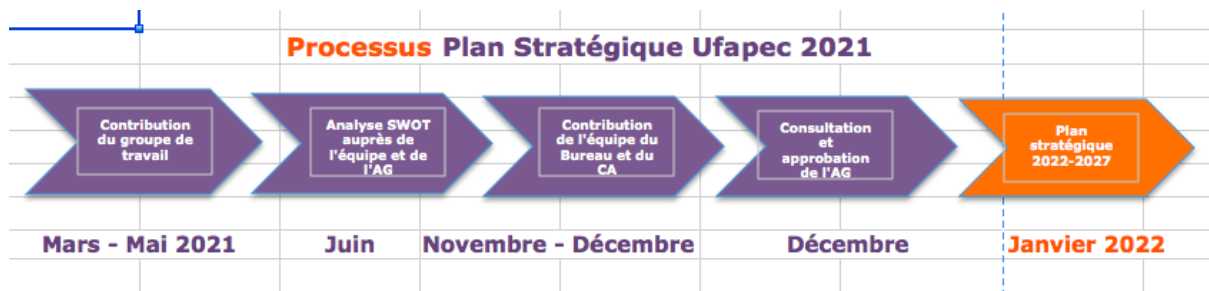 Processus Plan Stratégique Ufapec 2021
Contribution
du groupe de
travail
Analyse SWOT
auprès de
l'équipe et de
l'AG
Contribution
de l'équipe du
Bureau et du
CA
Consultation
et
approbation
de l'AG
Plan
stratégique
2022-2027
Mars - Mai 2021
Juin
Novembre - Décembre
Décembre
Janvier 2022